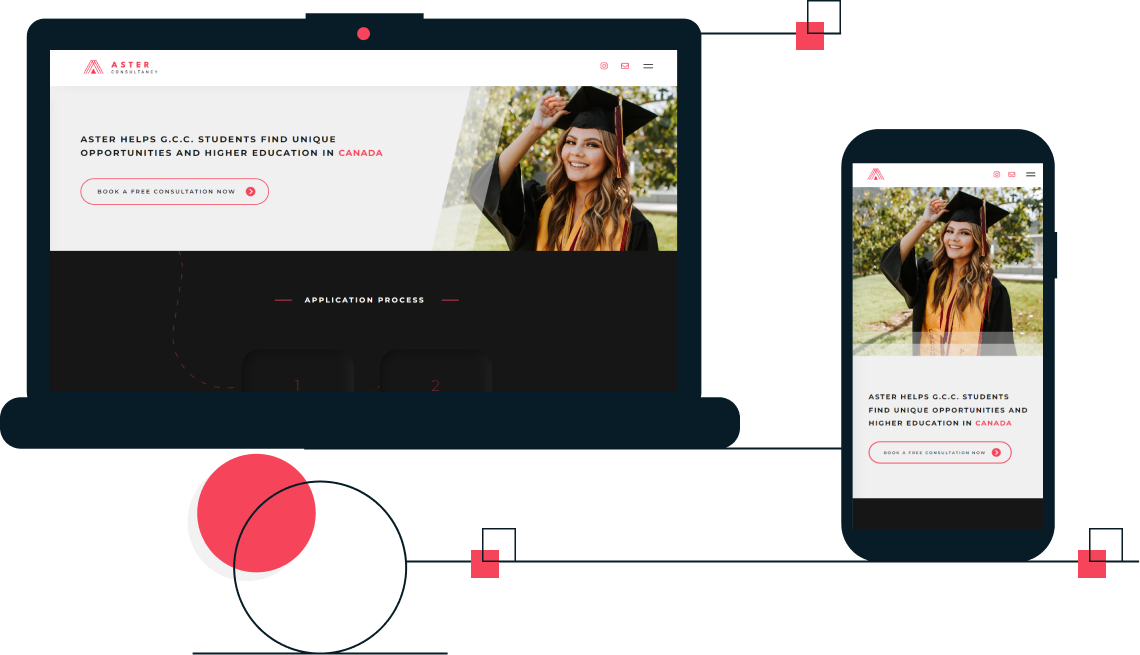 ASTER
CONSULTANCY
ASTER HELPS G.C.C. STUDENTS FIND UNIQUE
OPPORTUNITIES AND HIGHER EDUCATION IN CANADA
BOOK A FREE CONSULTATION NOW
APPLICATION PROCESS
1
2
ASTER HELPS G.C.C. STUDENTS
FIND UNIQUE OPPORTUNITIES AND
HIGHER EDUCATION IN CANADA
BOOK A FREE CONSULTATION NOW